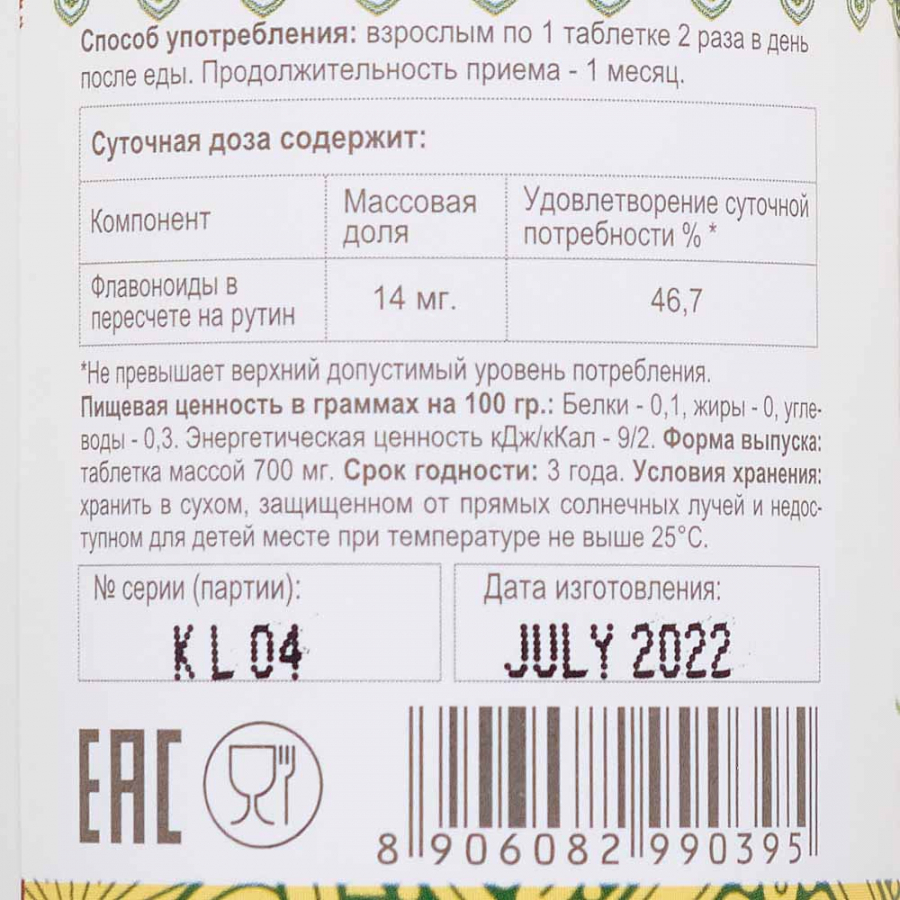 Способ употребления: взрослым по 1 таблетке 2 раза в день
после еды. Продолжительность приема - 1 месяц.
Суточная доза содержит:
Компонент
Массовая
доля
Удовлетворение суточной
потребности % *
Флавоноиды в
пересчете на рутин
14 мг.
46,7
*Не превышает верхний допустимый уровень потребления.
Пищевая ценность в граммах на 100 гр.: Белки - 0,1, жиры - 0, угле-
воды - 0,3. Энергетическая ценность кДж/кКал - 9/2. Форма выпуска:
таблетка массой 700 мг. Срок годности: 3 года. Условия хранения:
хранить в сухом, защищенном от прямых солнечных лучей и недос-
тупном для детей месте при температуре не выше 25°C.
№ серии (партии):
KL04
Дата изготовления:
JULY 2022
EAC
8 906082 990395